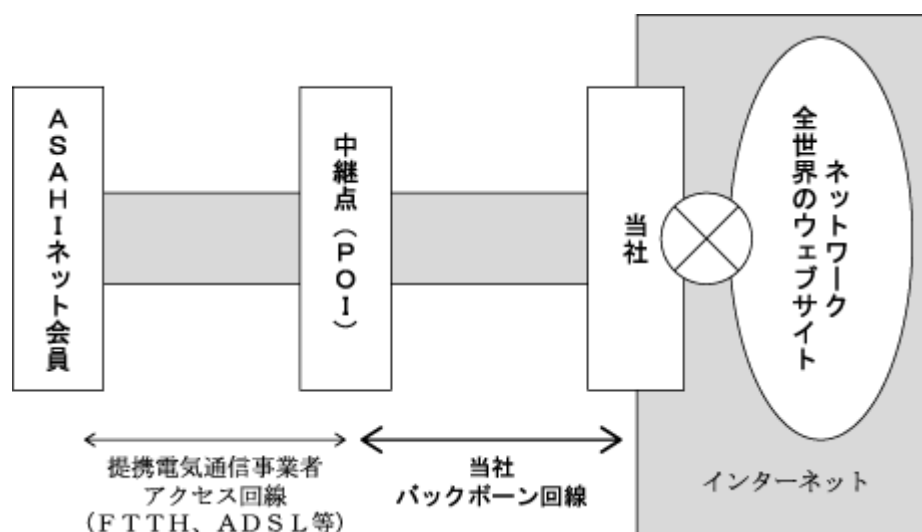 ASAHIネット会員
中継点（POI）
当社
ネットワーク
全世界のウェブサイト
提携電気通信事業者
アクセス回線
（ＦＴＴＨ、ＡＤＳＬ等）
当社
バックボーン回線
インターネット